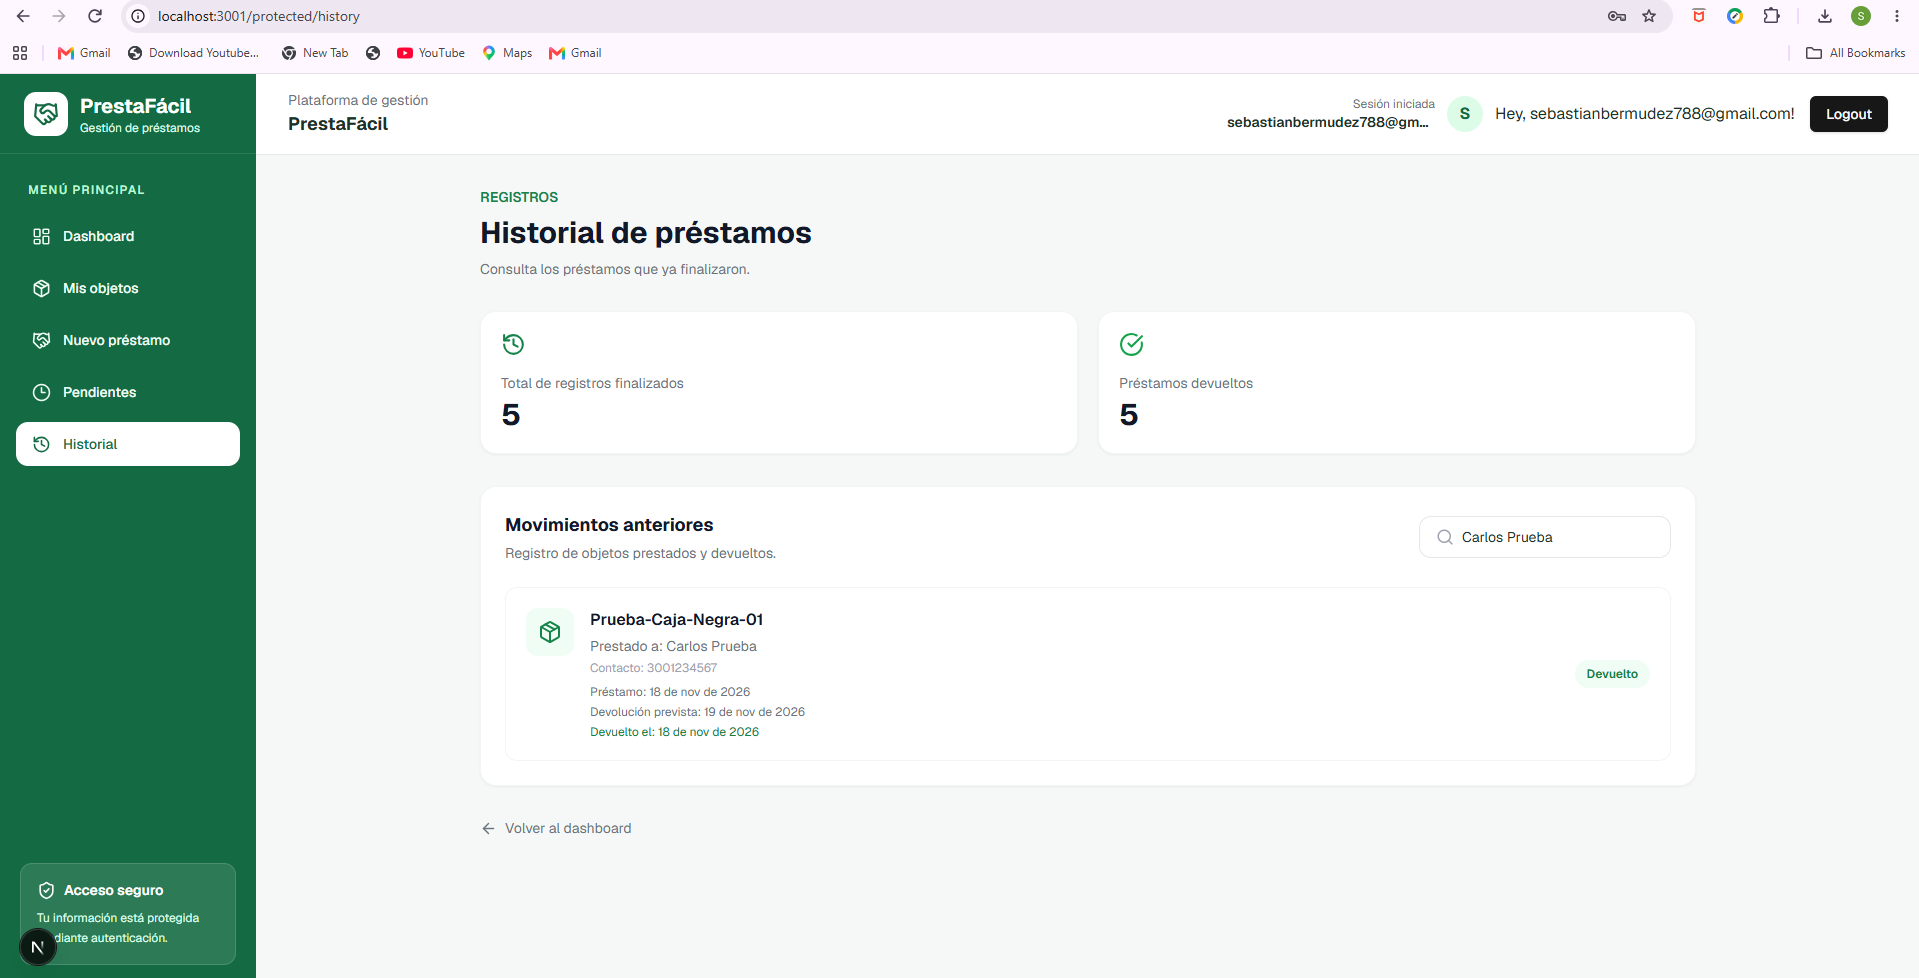 localhost:3001/protected/history
S
Gmail
Download Youtube...
New Tab
YouTube
Maps
Gmail
All Bookmarks
PrestaFácil
Gestión de préstamos
MENÚ PRINCIPAL
Dashboard
Mis objetos
Nuevo préstamo
Pendientes
Historial
Acceso seguro
Tu información está protegida
diante autenticación.
N
Plataforma de gestión
PrestaFácil
Sesión iniciada
sebastianbermudez788@gm...
S
Hey, sebastianbermudez788@gmail.com!
Logout
REGISTROS
Historial de préstamos
Consulta los préstamos que ya finalizaron.
Total de registros finalizados
5
Préstamos devueltos
5
Movimientos anteriores
Registro de objetos prestados y devueltos.
Carlos Prueba
Prueba-Caja-Negra-01
Prestado a: Carlos Prueba
Contacto: 3001234567
Préstamo: 18 de nov de 2026
Devolución prevista: 19 de nov de 2026
Devuelto el: 18 de nov de 2026
Devuelto
Volver al dashboard